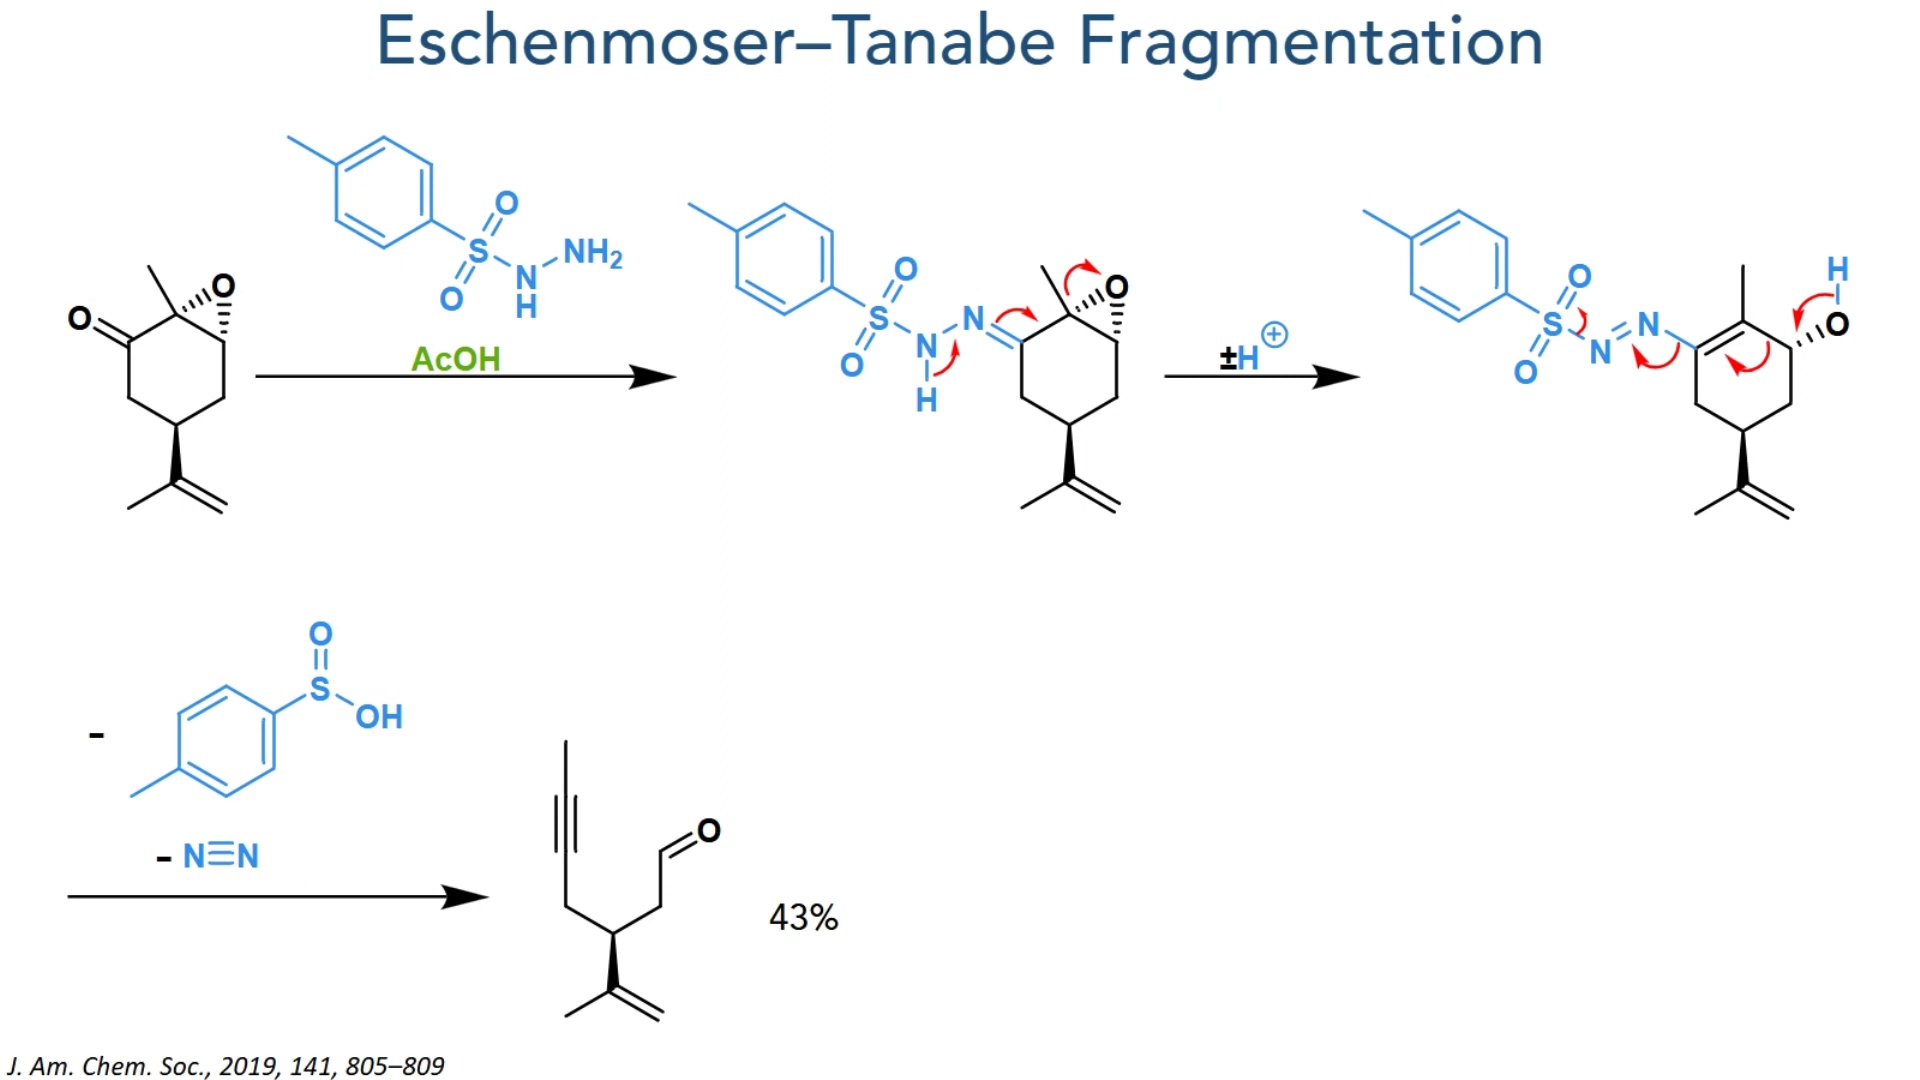 Eschenmoser–Tanabe Fragmentation
O
O
AcOH
O
S
O
N
H
NH2
O
S
O
N
H
N
O
±H⊕
O
S
O
N
N
H
O
-
O
S
OH
- N≡N
O
43%
J. Am. Chem. Soc., 2019, 141, 805–809